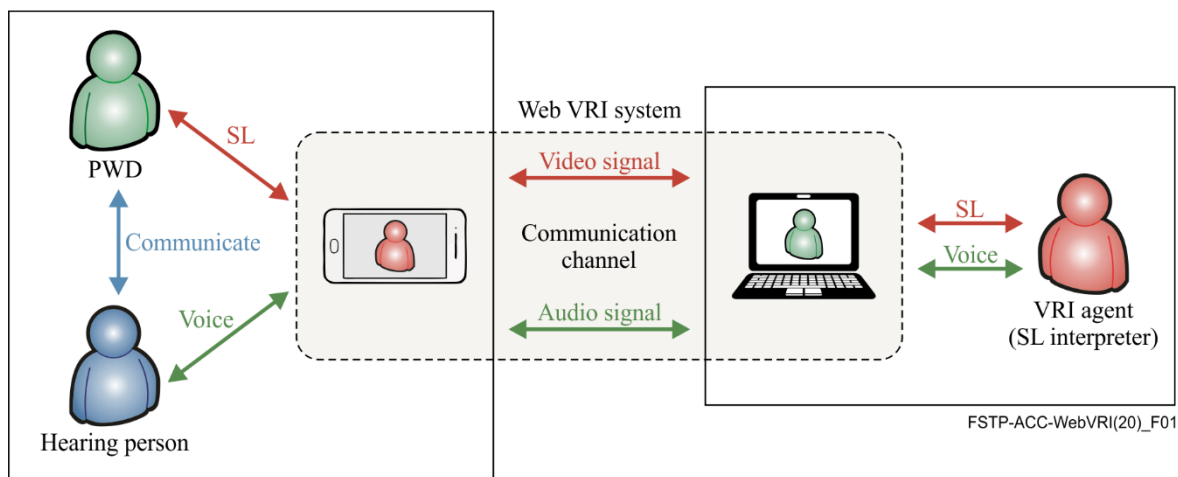 PWD
SL
Communicate
Voice
Hearing person
Web VRI system
Video signal
Communication
channel
Audio signal
SL
Voice
VRI agent
(SL interpreter)
FSTP-ACC-WebVRI(20)_F01